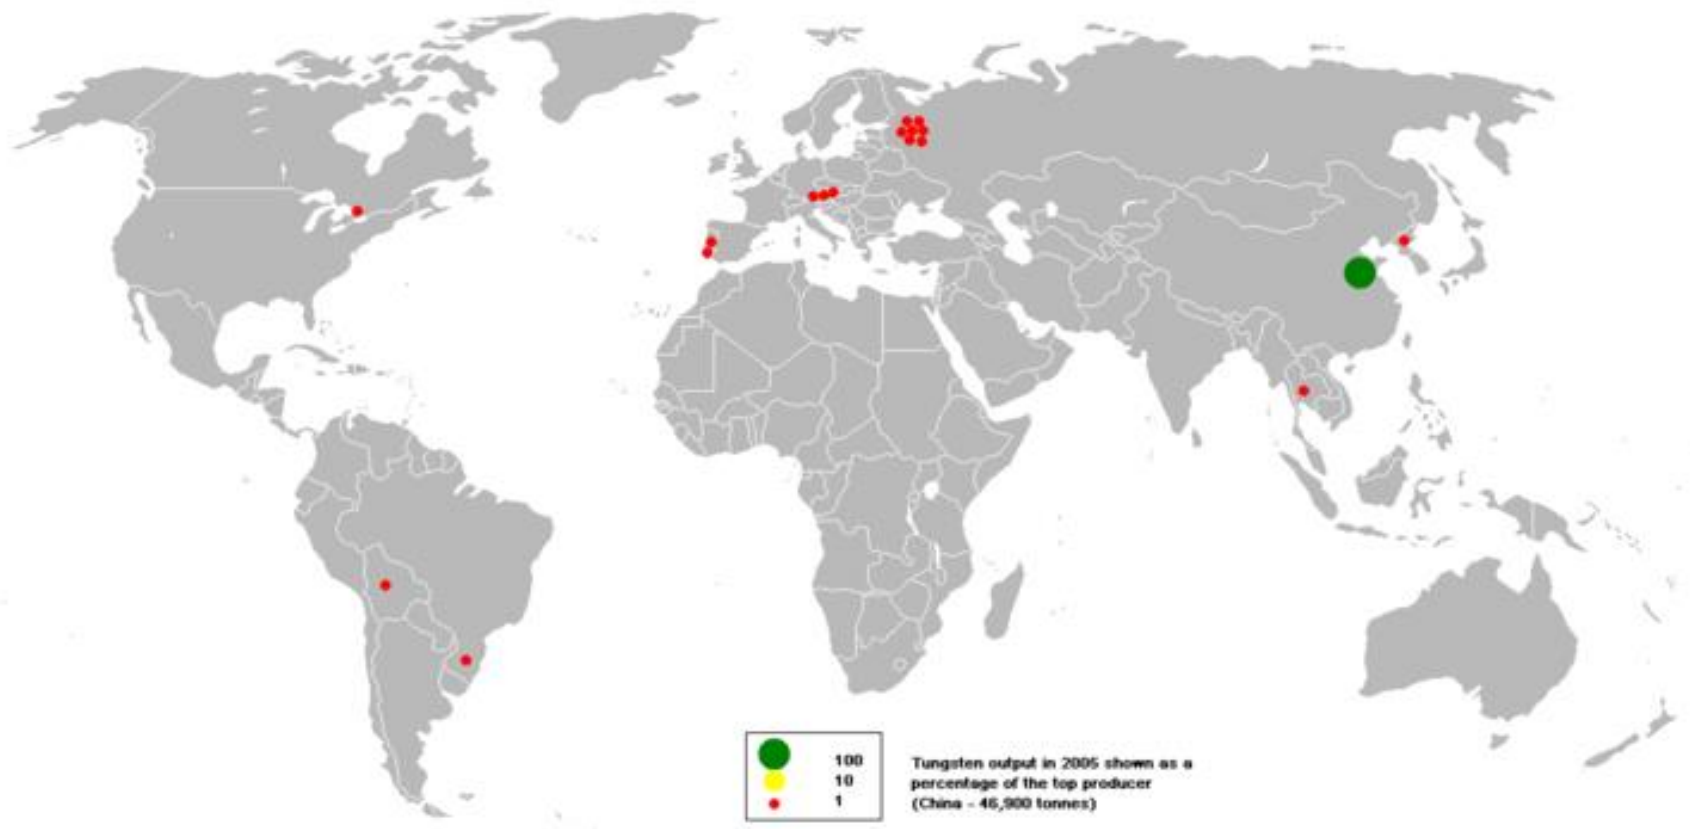 100
10
1
Tungsten output in 2005 shown as a
percentage of the top producer
(China - 46,900 tonnes)